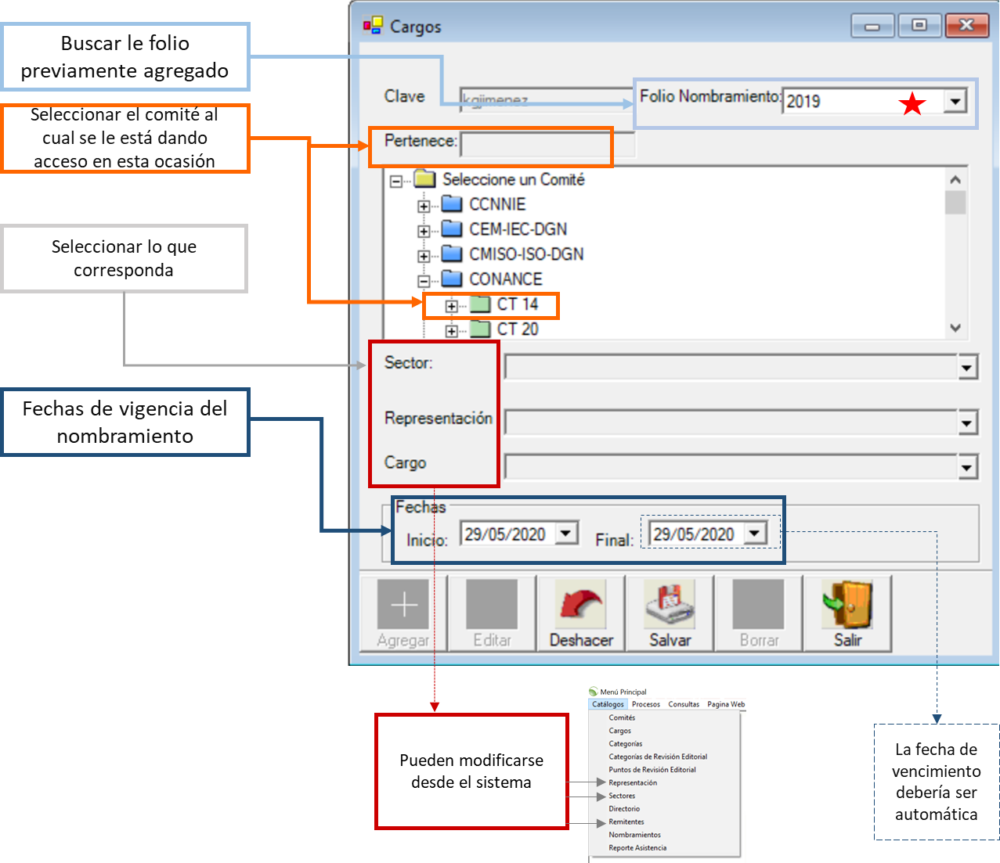 Buscar le folio
previamente agregado
Seleccionar el comité al
cual se le está dando
acceso en esta ocasión
Seleccionar lo que
corresponda
Fechas de vigencia del
nombramiento
Cargos
Clave
kgjimenez
Folio Nombramiento:
2019
Pertenece:
Seleccione un Comité
CCNNIE
CEM-IEC-DGN
CMISO-ISO-DGN
CONANCE
CT 14
CT 20
Sector:
Representación
Cargo
Fechas
Inicio:
29/05/2020
Final:
29/05/2020
Agregar
Editar
Deshacer
Salvar
Borrar
Salir
Pueden modificarse
desde el sistema
Menú Principal
Catálogos Procesos Consultas Pagina Web
Comités
Cargos
Categorías
Categorías de Revisión Editorial
Puntos de Revisión Editorial
Representación
Sectores
Directorio
Remitentes
Nombramientos
Reporte Asistencia
La fecha de
vencimiento
debería ser
automática